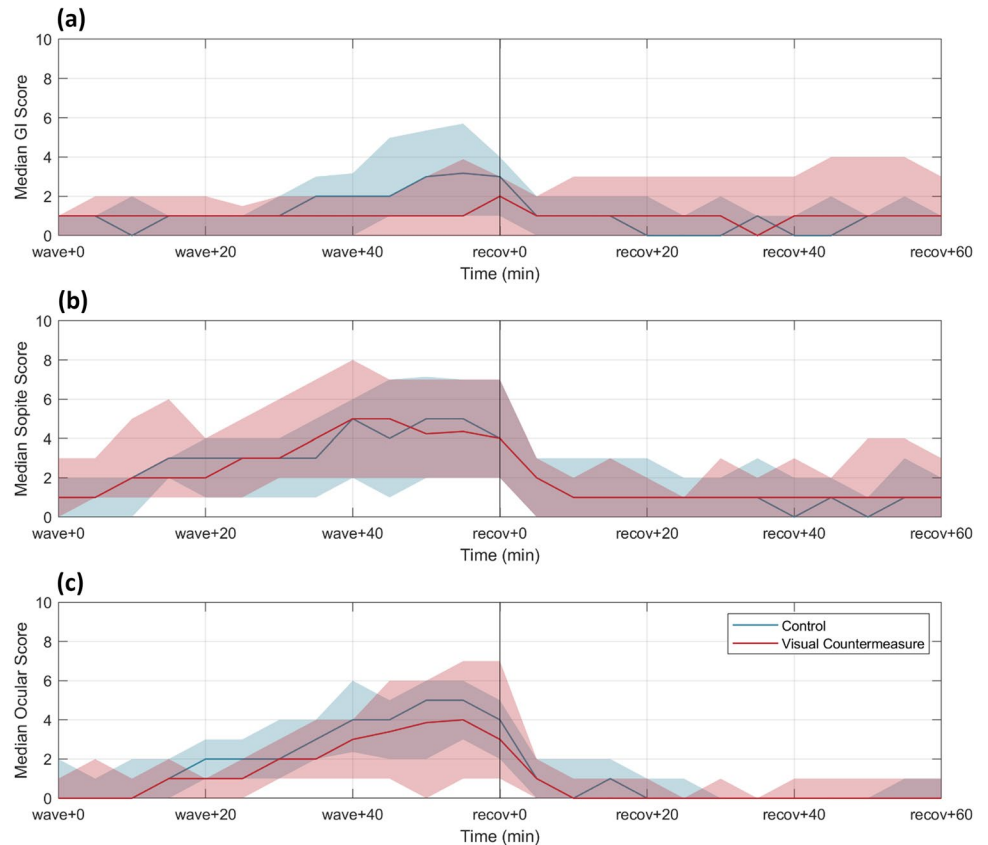 (a)
10
8
6
4
2
0
Median GI Score
wave+0 wave+20 wave+40 recov+0 recov+20 recov+40 recov+60
Time (min)
(b)
10
8
6
4
2
0
Median Sopite Score
wave+0 wave+20 wave+40 recov+0 recov+20 recov+40 recov+60
Time (min)
(c)
10
8
6
4
2
0
Median Ocular Score
Control
Visual Countermeasure
wave+0 wave+20 wave+40 recov+0 recov+20 recov+40 recov+60
Time (min)